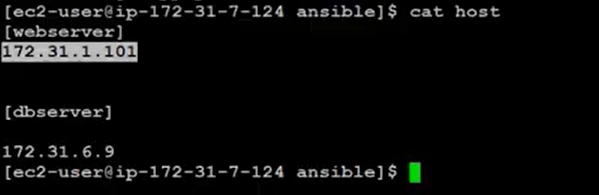 [ec2-user@ip-172-31-7-124 ansible]$ cat host
[webserver]
172.31.1.101
[dbserver]
172.31.6.9
[ec2-user@ip-172-31-7-124 ansible]$